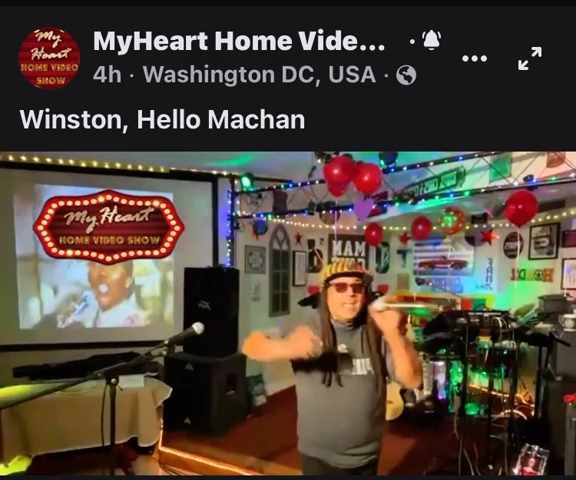 My
Heart
HOME VIDEO
SHOW
MyHeart Home Vide...
4h · Washington DC, USA ·
Winston, Hello Machan
My Heart
HOME VIDEO SHOW
MAM